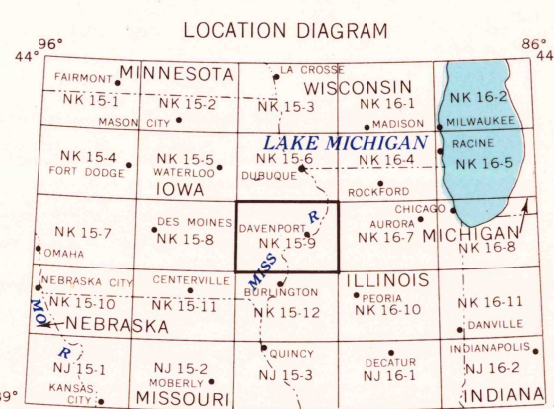 LOCATION DIAGRAM
96° 86°
44° 44
FAIRMONT MINNESOTA LA CROSSE WISCONSIN
NK 15-1 NK 15-2 NK 15-3 NK 16-1 NK 16-2
MASON CITY MADISON MILWAUKEE
LAKE MICHIGAN RACINE
NK 15-4 NK 15-5 NK 15-6 NK 16-4 NK 16-5
FORT DODGE WATERLOO DUBUQUE
IOWA ROCKFORD
CHICAGO
DES MOINES DAVENPORT R AURORA
NK 15-7 NK 15-8 NK 15-9 NK 16-7 MICHIGAN
OMAHA NK 16-8
MISS
NEBRASKA CITY CENTERVILLE BURLINGTON ILLINOIS
MO NK 15-10 NK 15-11 NK 15-12 PEORIA NK 16-11
NK 16-10
NEBRASKA DANVILLE
R QUINCY DECATUR INDIANAPOLIS
NJ 15-1 NJ 15-2 NJ 15-3 NJ 16-1 NJ 16-2
KANSAS CITY MOBERLY
39° MISSOURI INDIANA